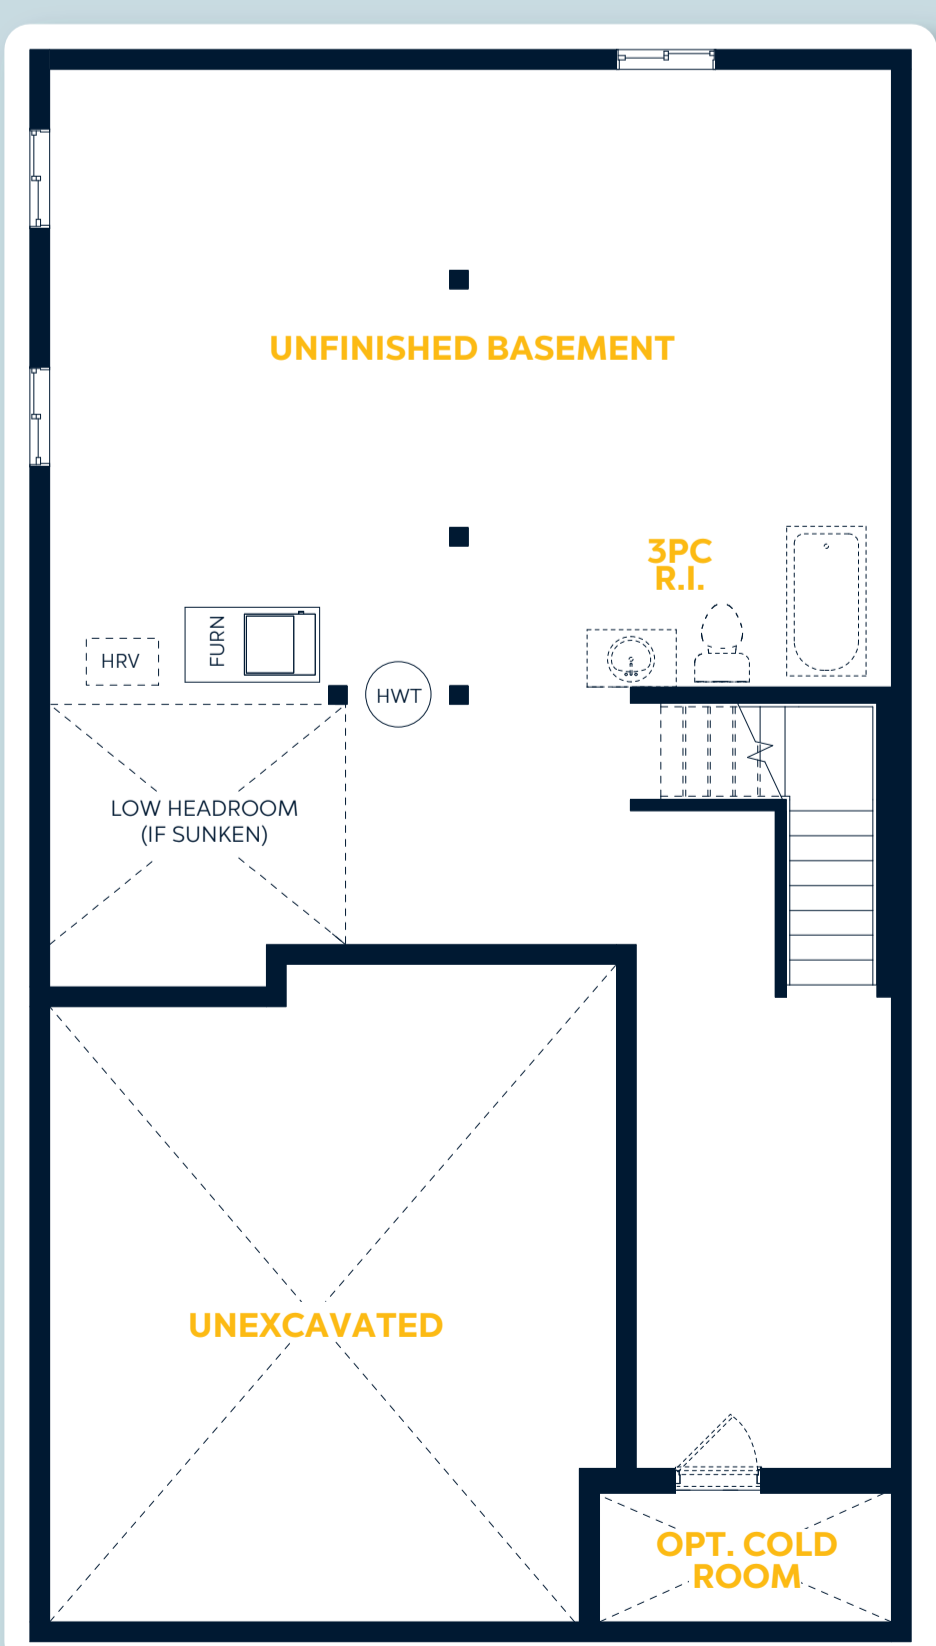 UNFINISHED BASEMENT
3PC
R.I.
FURN
HRV
HWT
LOW HEADROOM
(IF SUNKEN)
UNEXCAVATED
OPT. COLD
ROOM